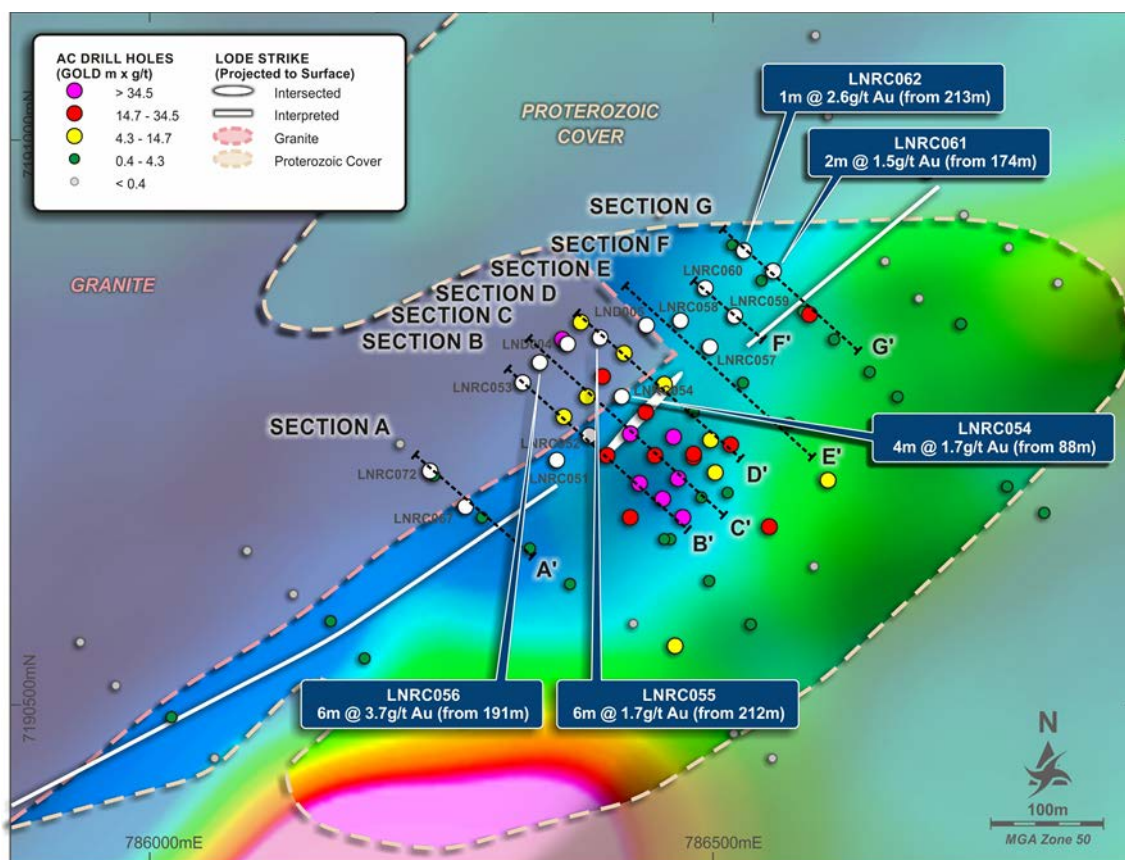 AC DRILL HOLES
(GOLD m x g/t)
> 34.5
14.7 - 34.5
4.3 - 14.7
0.4 - 4.3
< 0.4
LODE STRIKE
(Projected to Surface)
Intersected
Interpreted
Granite
Proterozoic Cover
7191000mN
PROTEROZOIC
COVER
LNRC062
1m @ 2.6g/t Au (from 213m)
LNRC061
2m @ 1.5g/t Au (from 174m)
GRANITE
SECTION G
SECTION F
SECTION E
SECTION D
SECTION C
SECTION B
SECTION A
LNRC060
LNRC059
LNRC058
LNRC057
LND004
LNRC053
LNRC051
LNRC072
F'
G'
E'
D'
C'
B'
A'
LNRC054
4m @ 1.7g/t Au (from 88m)
LNRC056
6m @ 3.7g/t Au (from 191m)
LNRC055
6m @ 1.7g/t Au (from 212m)
7190500mN
786000mE
786500mE
N
100m
MGA Zone 50